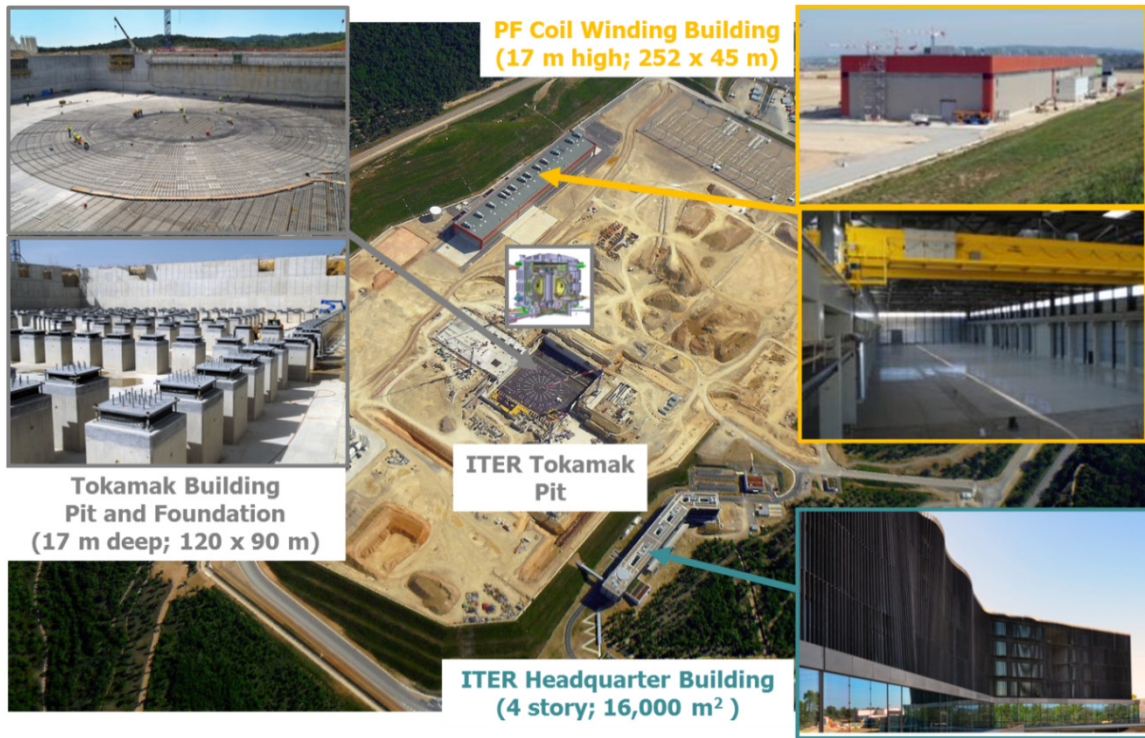 PF Coil Winding Building
(17 m high; 252 x 45 m)
ITER Tokamak
Pit
Tokamak Building
Pit and Foundation
(17 m deep; 120 x 90 m)
ITER Headquarter Building
(4 story; 16,000 m² )